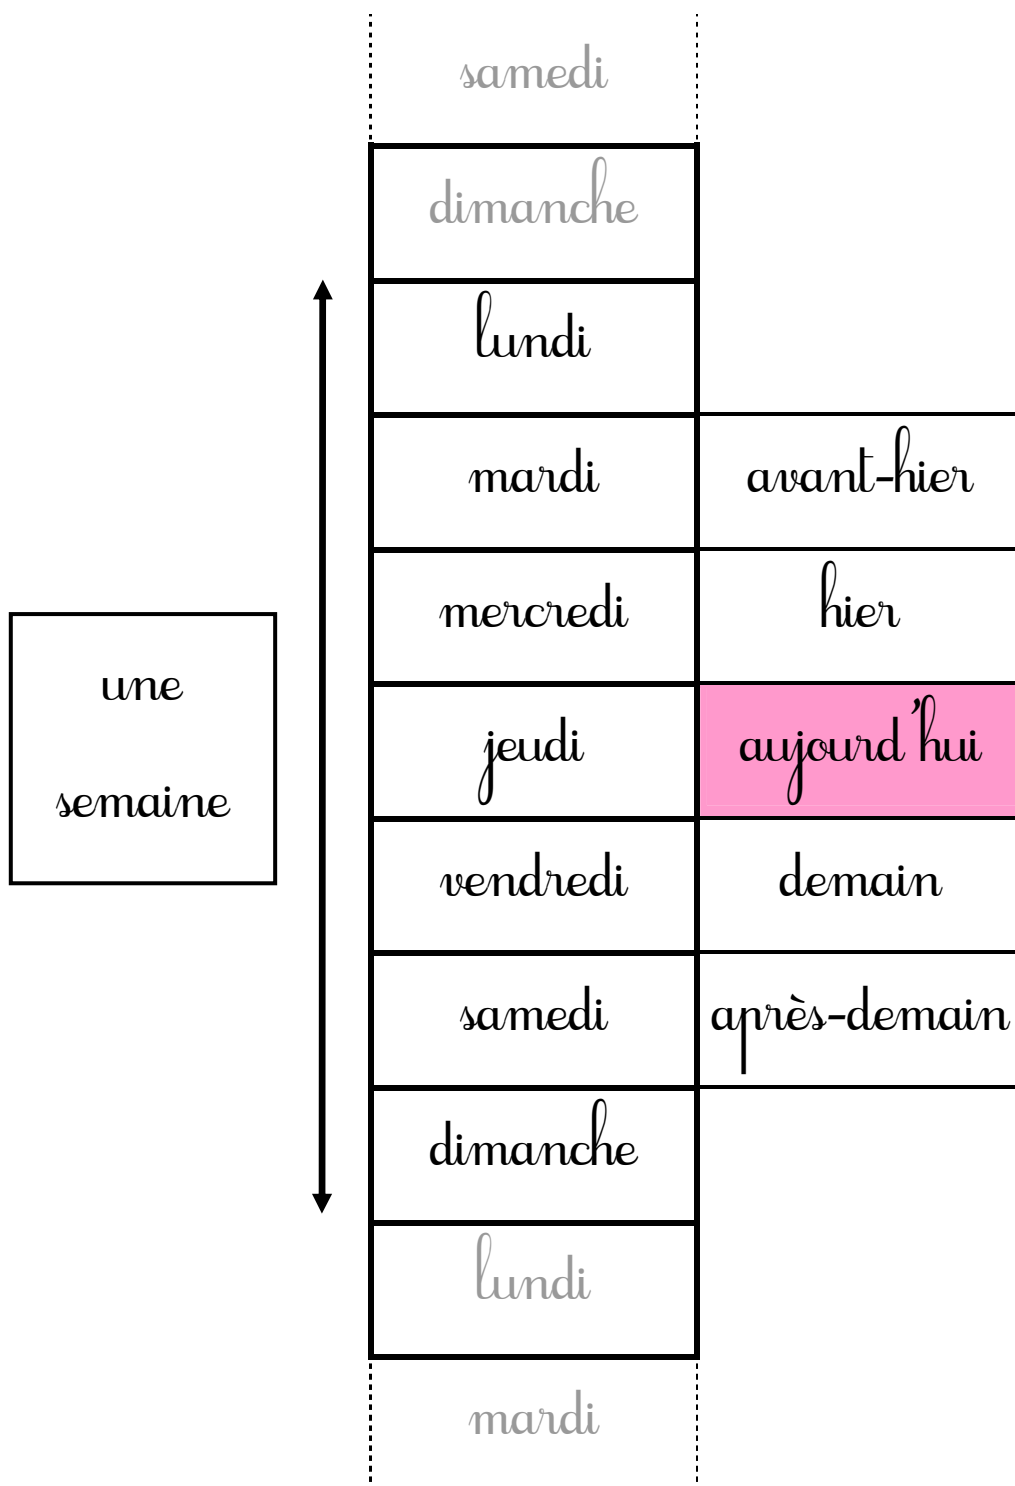 samedi
dimanche
lundi
mardi avant-hier
mercredi hier
une
semaine
jeudi aujourd'hui
vendredi demain
samedi après-demain
dimanche
lundi
mardi